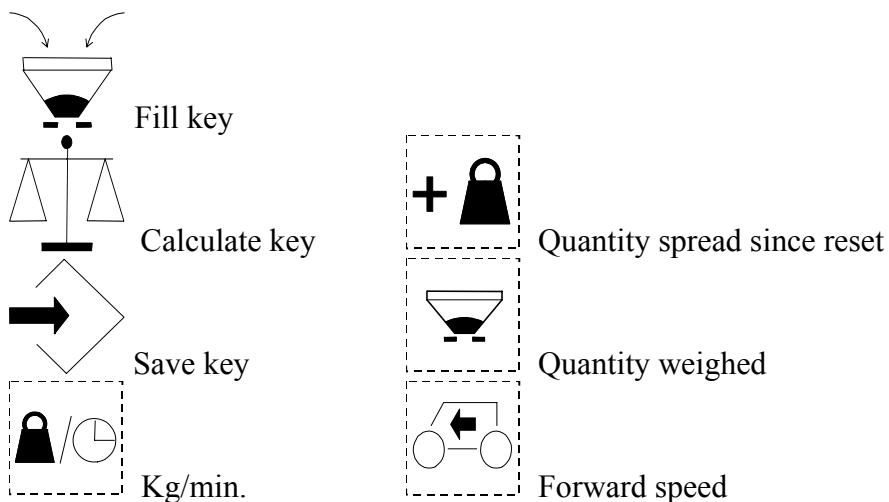 Fill key
Calculate key
Quantity spread since reset
Save key
Quantity weighed
Kg/min.
Forward speed